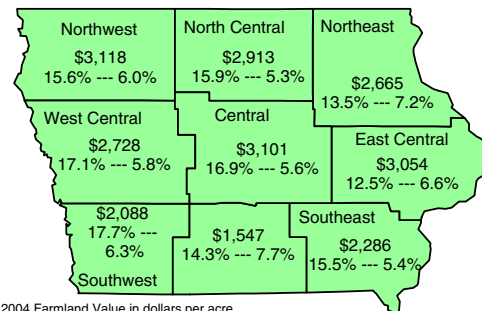 Northwest
$3,118
15.6% --- 6.0%
North Central
$2,913
15.9% --- 5.3%
Northeast
$2,665
13.5% --- 7.2%
West Central
$2,728
17.1% --- 5.8%
Central
$3,101
16.9% --- 5.6%
East Central
$3,054
12.5% --- 6.6%
$2,088
17.7% ---
6.3%
Southwest
$1,547
14.3% --- 7.7%
Southeast
$2,286
15.5% --- 5.4%
2004 Farmland Value in dollars per acre